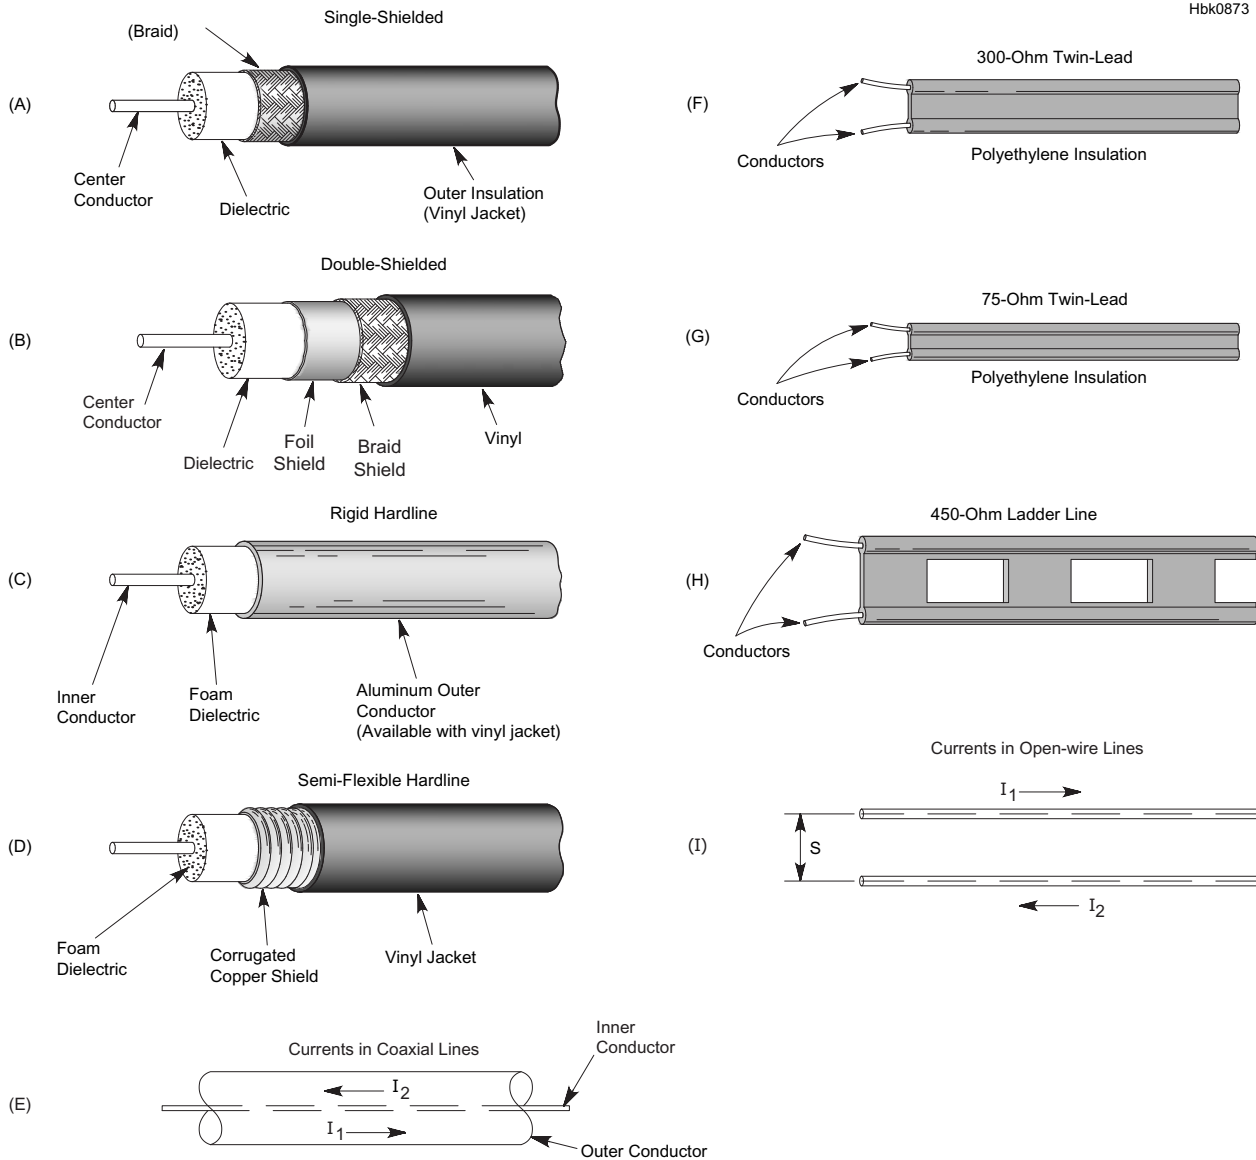 Hbk0873
Single-Shielded
(Braid)
(A)
Center
Conductor
Dielectric
Outer Insulation
(Vinyl Jacket)
Double-Shielded
(B)
Center
Conductor
Dielectric
Foil
Shield
Braid
Shield
Vinyl
Rigid Hardline
(C)
Inner
Conductor
Foam
Dielectric
Aluminum Outer
Conductor
(Available with vinyl jacket)
Semi-Flexible Hardline
(D)
Foam
Dielectric
Corrugated
Copper Shield
Vinyl Jacket
Currents in Coaxial Lines
Inner
Conductor
(E)
I2
I1
Outer Conductor
300-Ohm Twin-Lead
(F)
Conductors
Polyethylene Insulation
75-Ohm Twin-Lead
(G)
Conductors
Polyethylene Insulation
450-Ohm Ladder Line
(H)
Conductors
Currents in Open-wire Lines
I1
(I)
S
I2